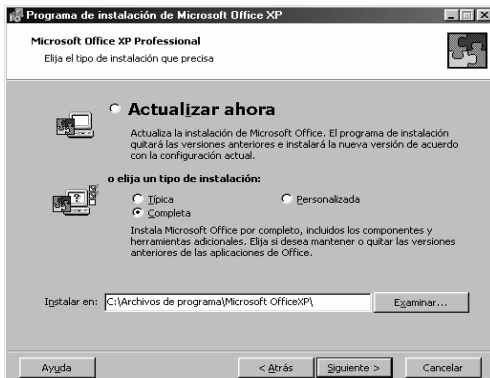 Programa de instalación de Microsoft Office XP
Microsoft Office XP Professional
Elija el tipo de instalación que precisa
Actualizar ahora
Actualiza la instalación de Microsoft Office. El programa de instalación
quitará las versiones anteriores e instalará la nueva versión de acuerdo
con la configuración actual.
o elija un tipo de instalación:
Típica Personalizada
Completa
Instala Microsoft Office por completo, incluidos los componentes y
herramientas adicionales. Elija si desea mantener o quitar las versiones
anteriores de las aplicaciones de Office.
Instalar en: C:\Archivos de programa\Microsoft OfficeXP\ Examinar...
Ayuda < Atrás Siguiente > Cancelar